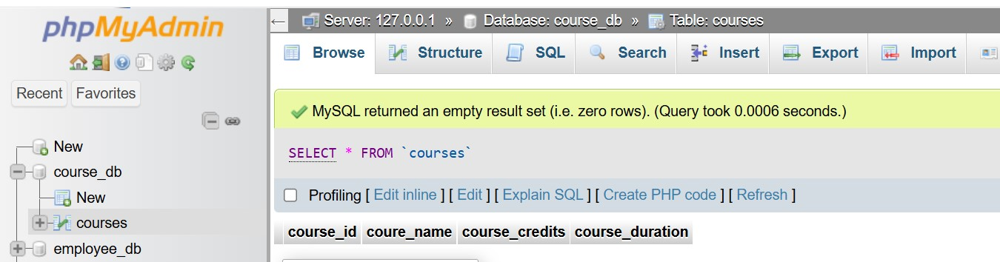 phpMyAdmin
Recent Favorites
New
course_db
New
courses
employee_db
← Server: 127.0.0.1 » Database: course_db » Table: courses
Browse Structure SQL Search Insert Export Import
MySQL returned an empty result set (i.e. zero rows). (Query took 0.0006 seconds.)
SELECT * FROM `courses`
Profiling [ Edit inline ] [ Edit ] [ Explain SQL ] [ Create PHP code ] [ Refresh ]
course_id coure_name course_credits course_duration